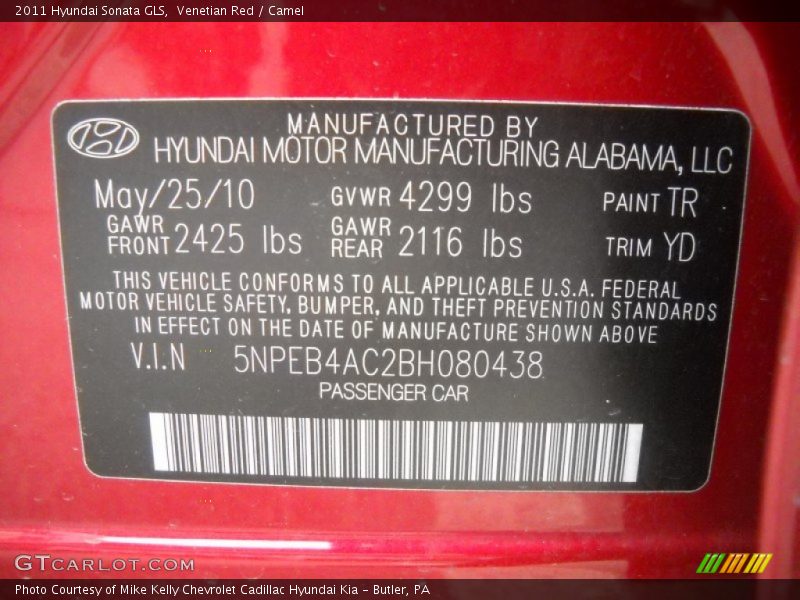 2011 Hyundai Sonata GLS, Venetian Red / Camel
MANUFACTURED BY
HYUNDAI MOTOR MANUFACTURING ALABAMA, LLC
May/25/10 GVWR 4299 lbs PAINT TR
GAWR FRONT 2425 lbs GAWR REAR 2116 lbs TRIM YD
THIS VEHICLE CONFORMS TO ALL APPLICABLE U.S.A. FEDERAL
MOTOR VEHICLE SAFETY, BUMPER, AND THEFT PREVENTION STANDARDS
IN EFFECT ON THE DATE OF MANUFACTURE SHOWN ABOVE
V.I.N 5NPEB4AC2BH080438
PASSENGER CAR
GTCARLOT.COM
Photo Courtesy of Mike Kelly Chevrolet Cadillac Hyundai Kia - Butler, PA